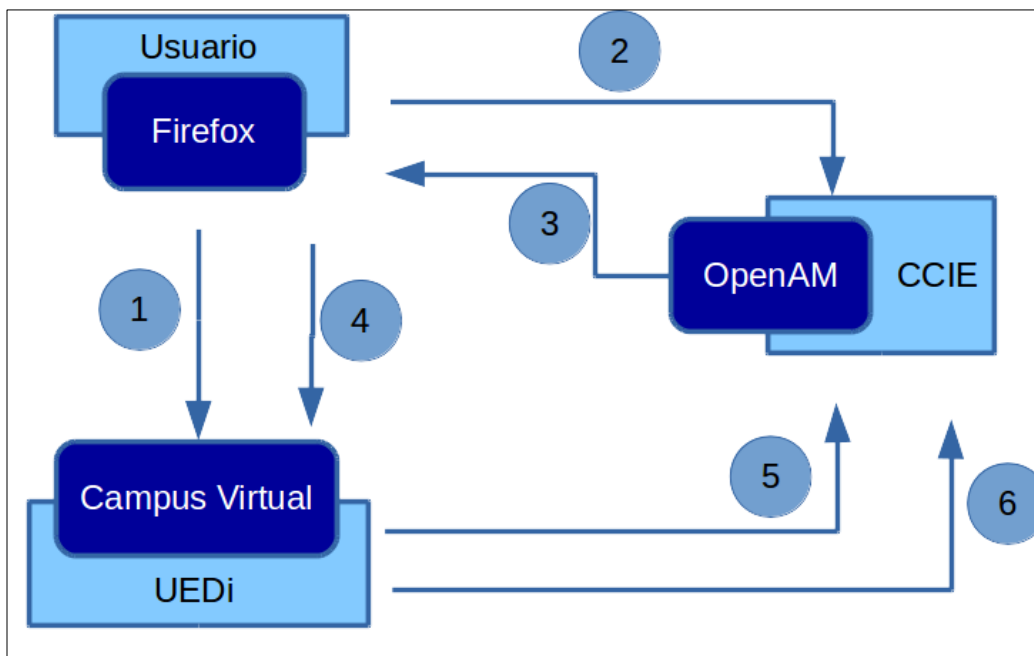 Usuario
2
Firefox
3
OpenAM
CCIE
1
4
Campus Virtual
5
6
UEDi